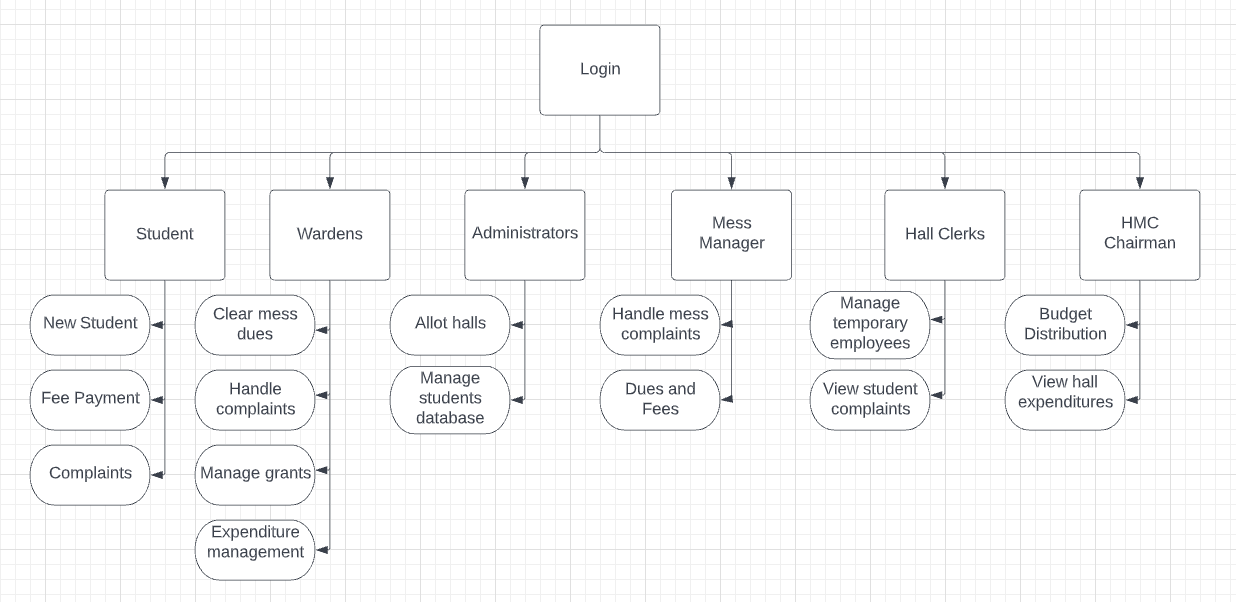 Login
Student
Wardens
Administrators
Mess
Manager
Hall Clerks
HMC
Chairman
New Student
Fee Payment
Complaints
Clear mess
dues
Handle
complaints
Manage grants
Expenditure
management
Allot halls
Manage
students
database
Handle mess
complaints
Dues and
Fees
Manage
temporary
employees
View student
complaints
Budget
Distribution
View hall
expenditures